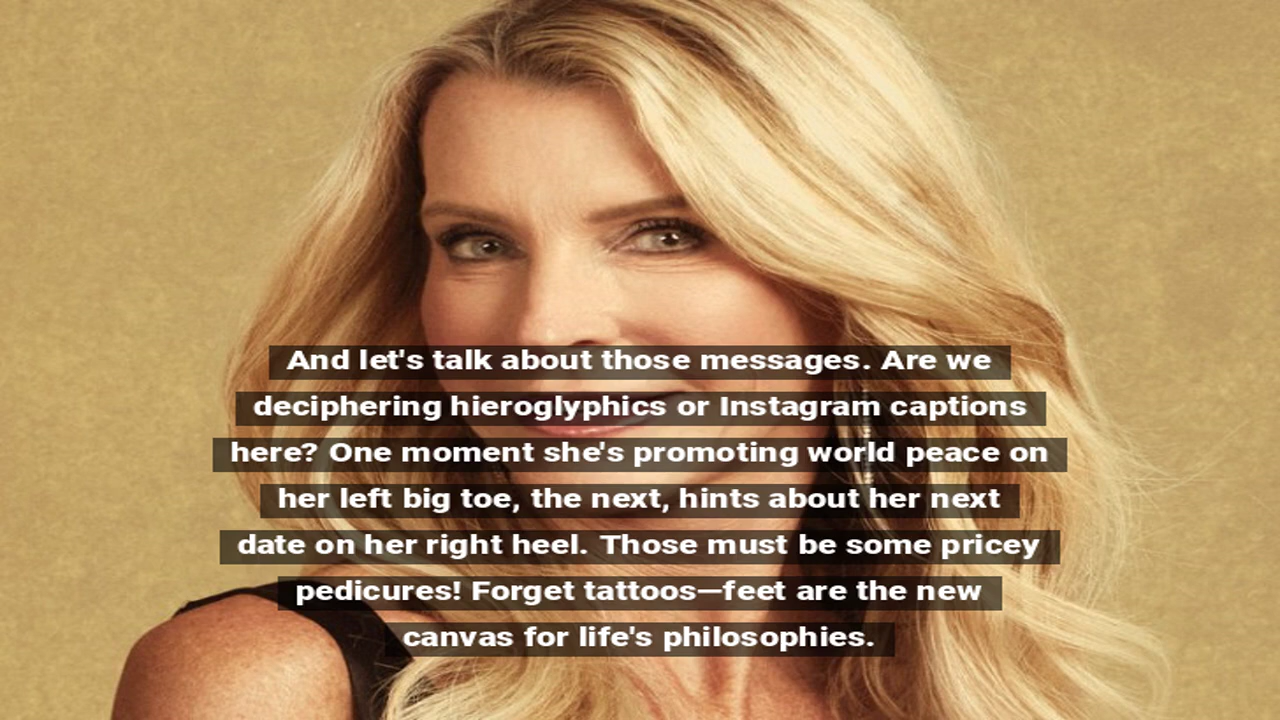 And let's talk about those messages. Are we
deciphering hieroglyphics or Instagram captions
here? One moment she's promoting world peace on
her left big toe, the next, hints about her next
date on her right heel. Those must be some pricey
pedicures! Forget tattoos—feet are the new
canvas for life's philosophies.